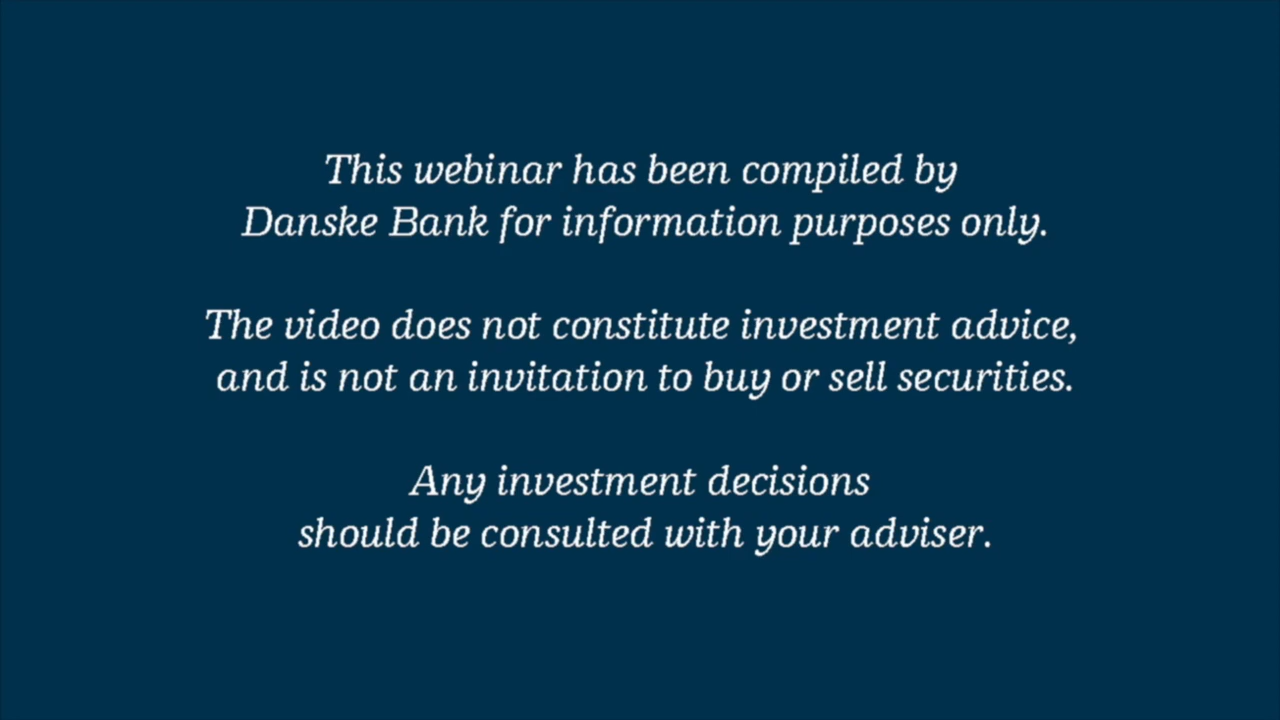 This webinar has been compiled by
Danske Bank for information purposes only.
The video does not constitute investment advice,
and is not an invitation to buy or sell securities.
Any investment decisions
should be consulted with your adviser.